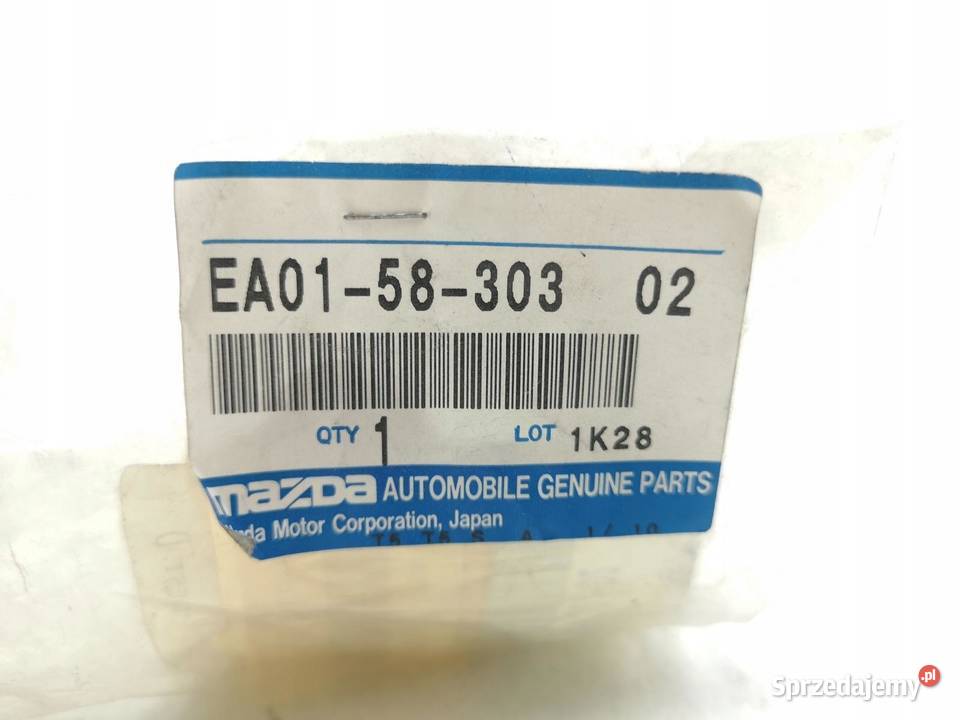 EA01-58-303 02
QTY 1 LOT 1K28
mazda AUTOMOBILE GENUINE PARTS
Motor Corporation, Japan
Sprzedajemy.pl